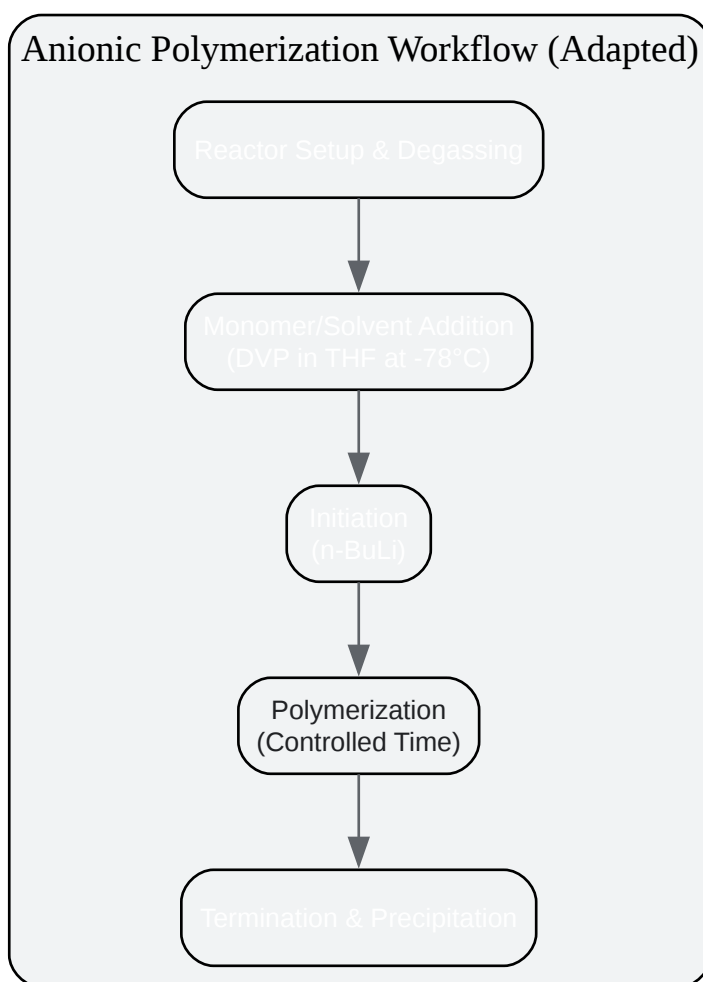 Anionic Polymerization Workflow (Adapted)
Reactor Setup & Degassing
Monomer/Solvent Addition
(DVP in THF at -78°C)
Initiation
(n-BuLi)
Polymerization
(Controlled Time)
Termination & Precipitation